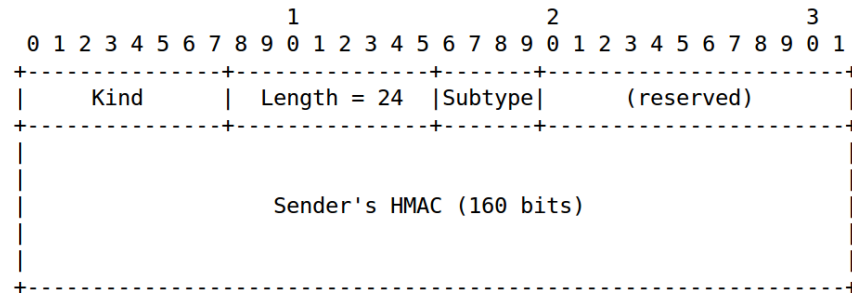 1 2 3
0 1 2 3 4 5 6 7 8 9 0 1 2 3 4 5 6 7 8 9 0 1 2 3 4 5 6 7 8 9 0 1
Kind | Length = 24 |Subtype| (reserved)
Sender's HMAC (160 bits)